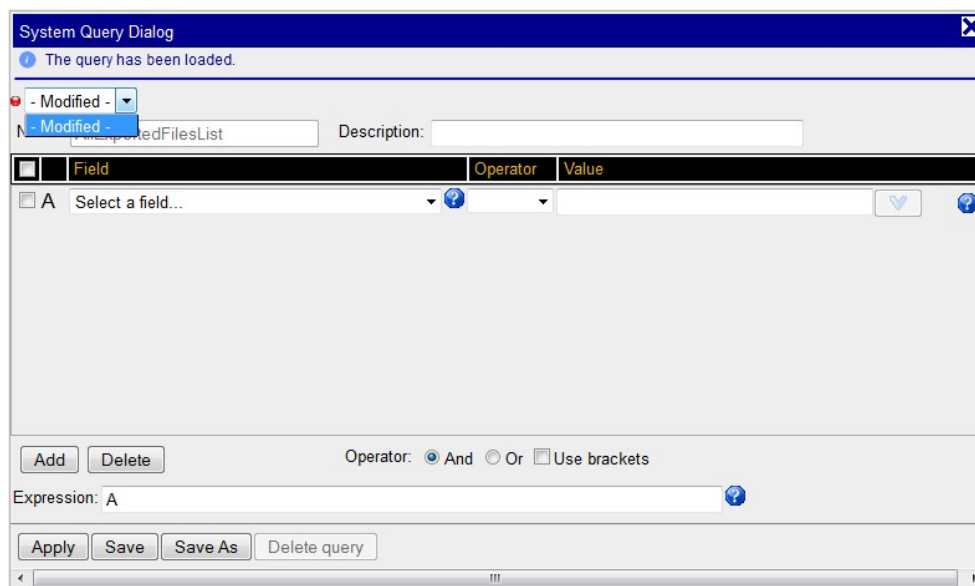 System Query Dialog
The query has been loaded.
- Modified -
- Modified -
Description:
Field Operator Value
A Select a field...
Add Delete Operator: And Or Use brackets
Expression: A
Apply Save Save As Delete query